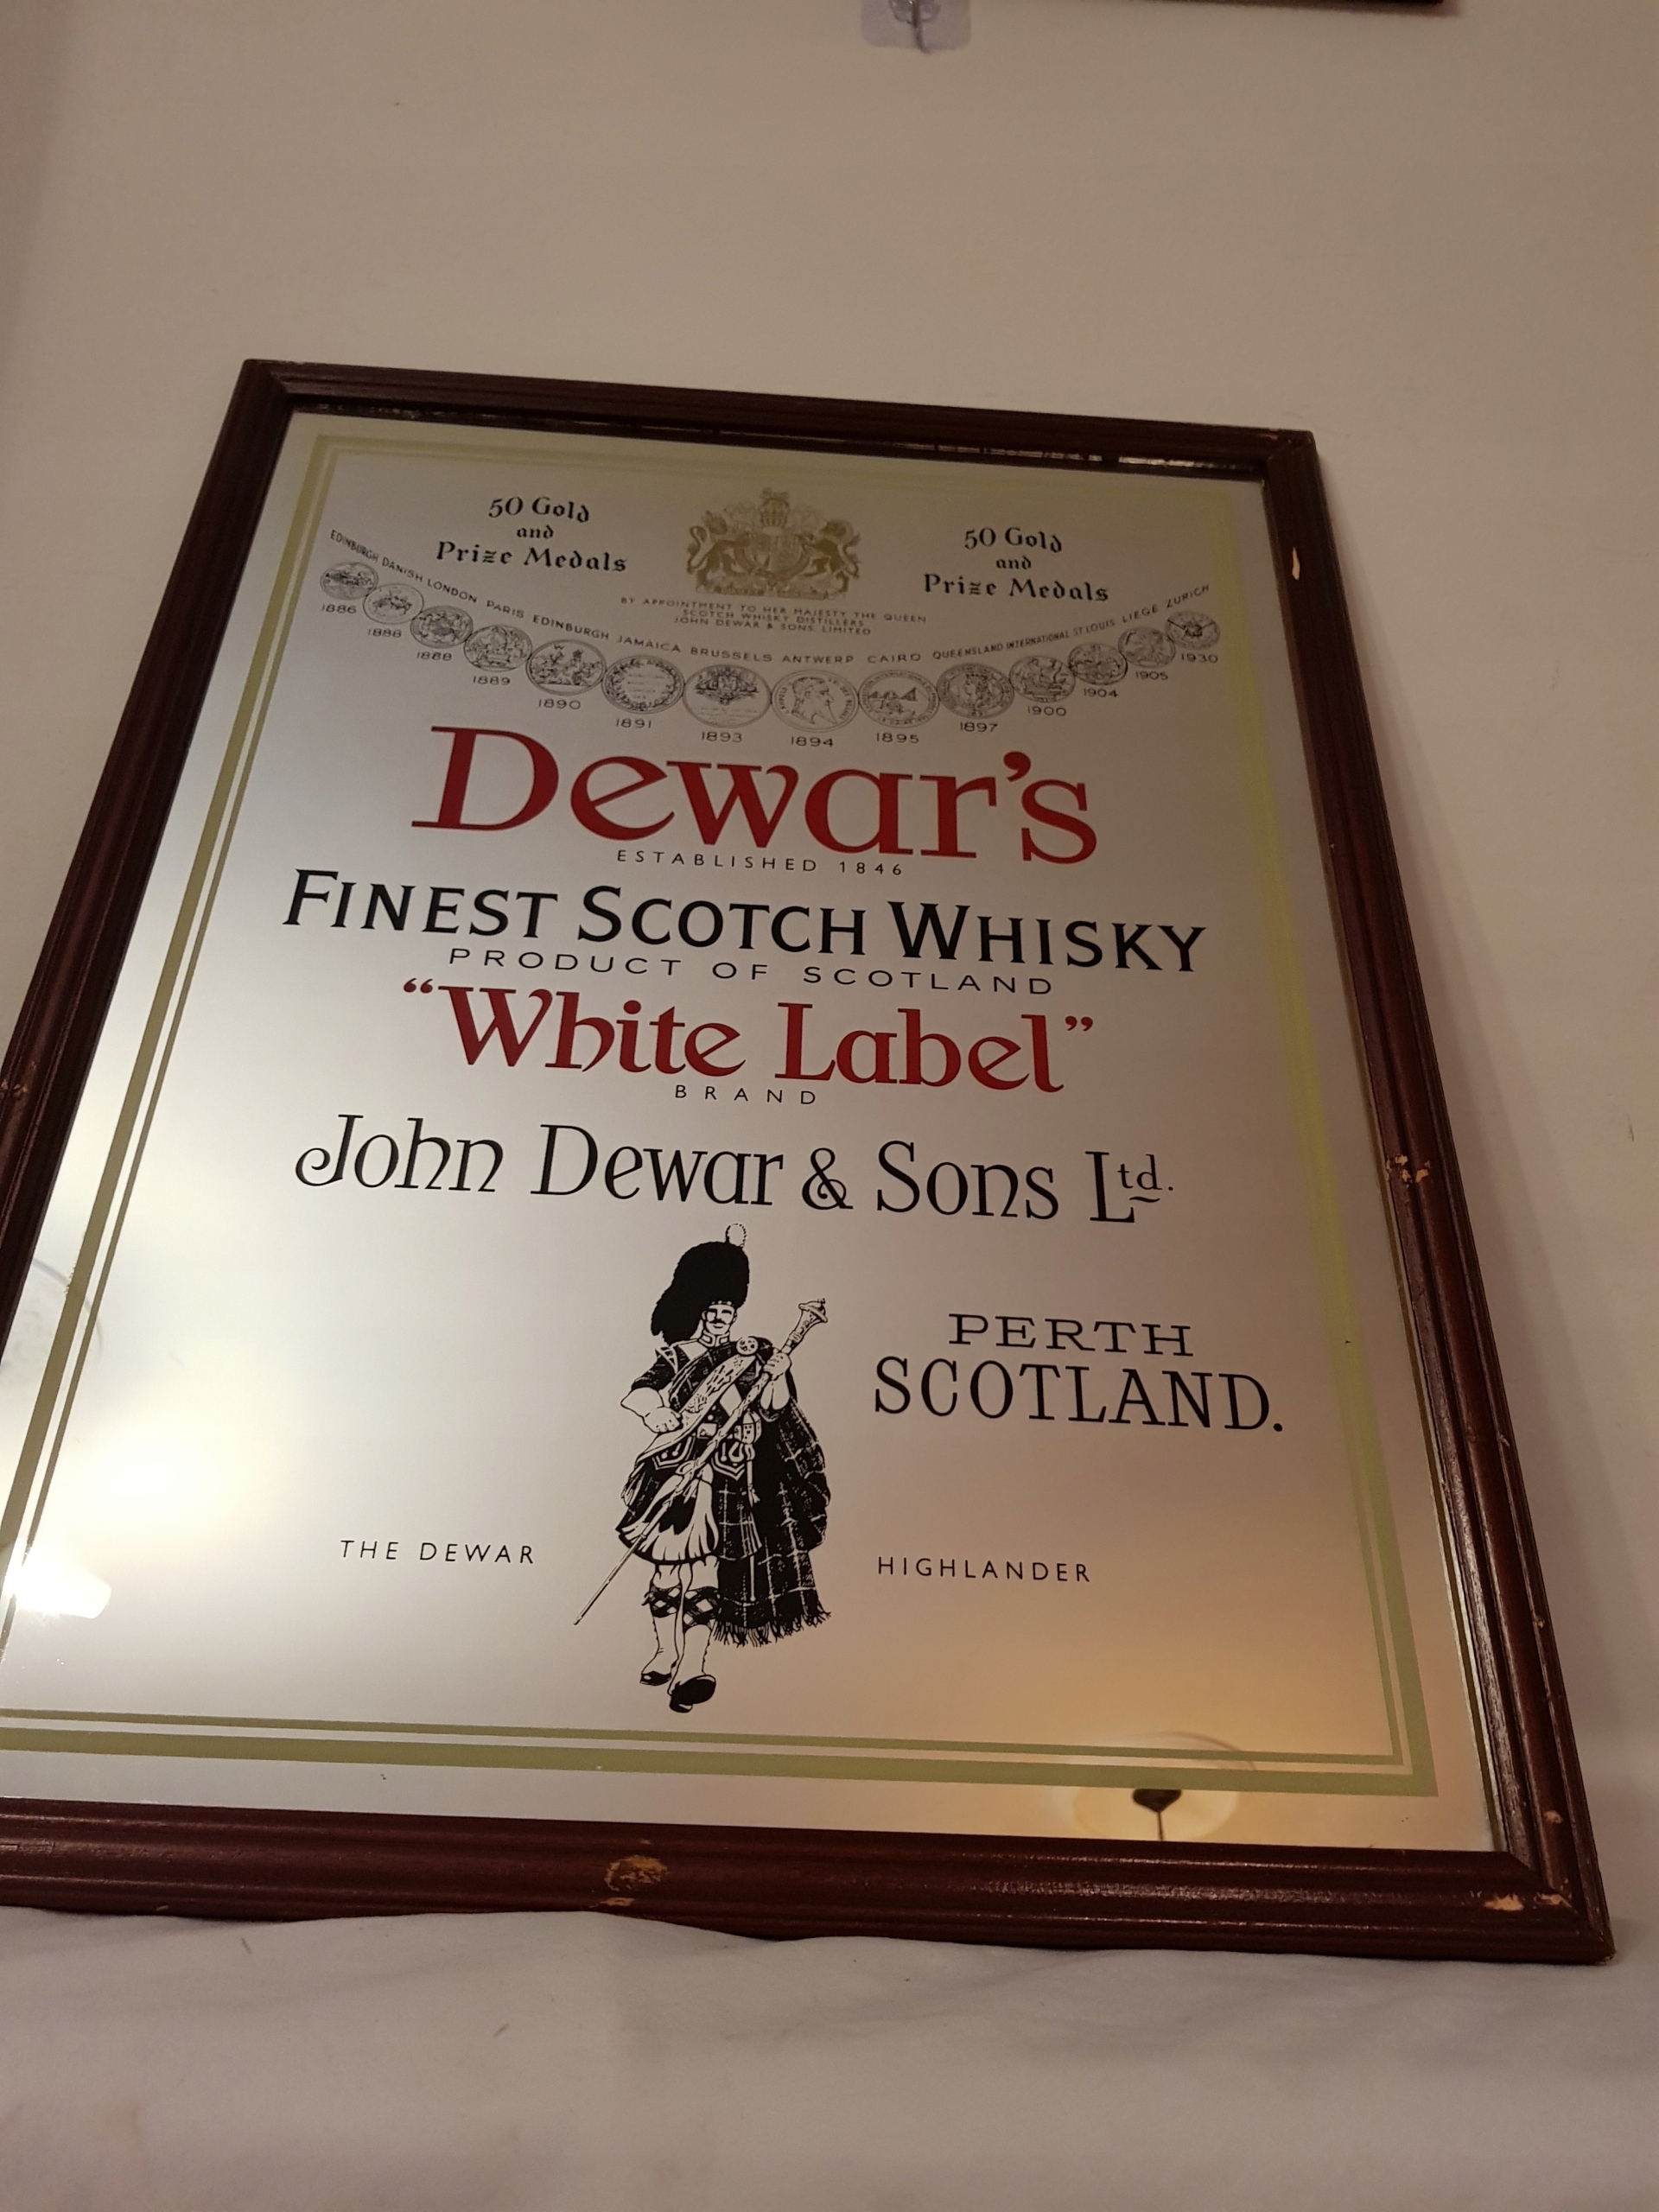 50 Gold
and
Prize Medals
50 Gold
and
Prize Medals
BY APPOINTMENT TO HER MAJESTY THE QUEEN
SCOTCH WHISKY DISTILLERS
JOHN DEWAR & SONS LIMITED
EDINBURGH DANISH LONDON PARIS EDINBURGH JAMAICA BRUSSELS ANTWERP CAIRO QUEENSLAND INTERNATIONAL ST LOUIS LIEGE ZURICH
1886 1888 1888 1889 1890 1891 1893 1894 1895 1897 1900 1904 1905 1930
Dewar's
ESTABLISHED 1846
FINEST SCOTCH WHISKY
PRODUCT OF SCOTLAND
“White Label”
BRAND
John Dewar & Sons Ltd.
PERTH
SCOTLAND.
THE DEWAR HIGHLANDER